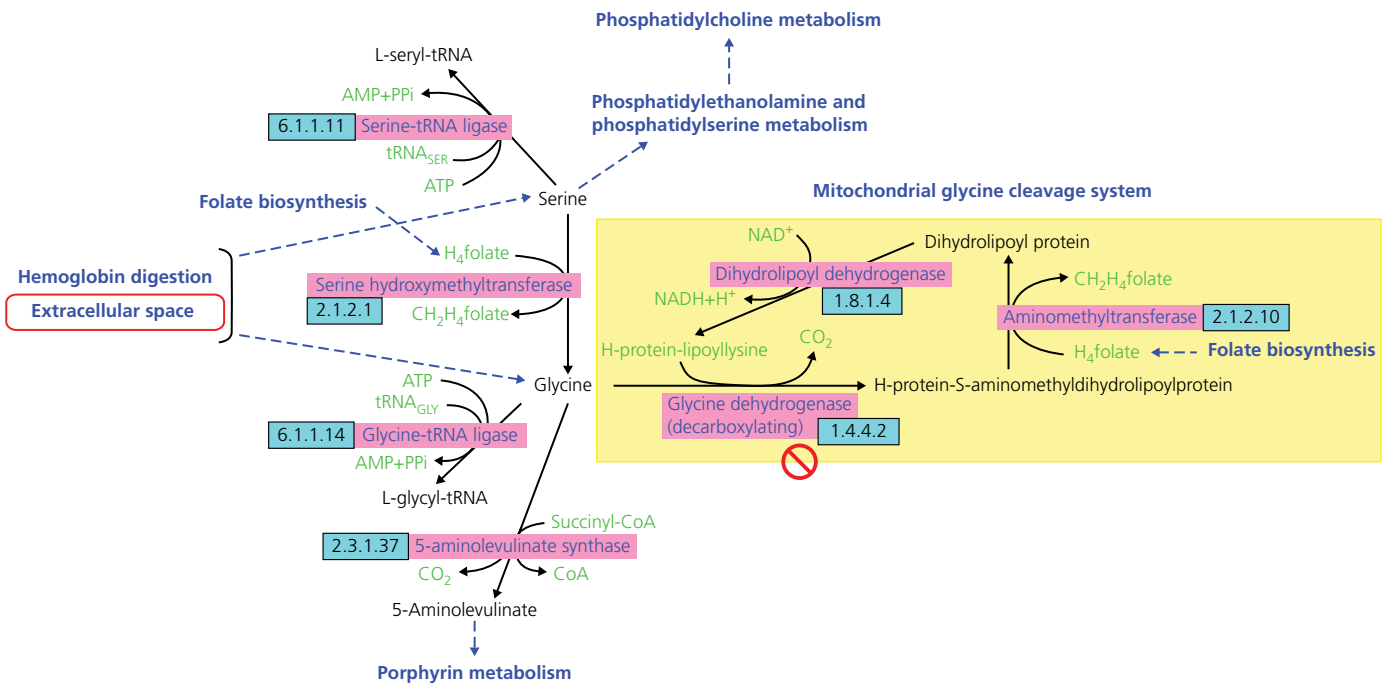 Phosphatidylcholine metabolism
L-seryl-tRNA
AMP+PPi
Phosphatidylethanolamine and
phosphatidylserine metabolism
6.1.1.11 Serine-tRNA ligase
tRNA_SER
ATP
Serine
Mitochondrial glycine cleavage system
Folate biosynthesis
H₄folate
NAD⁺
Dihydrolipoyl protein
Hemoglobin digestion
Extracellular space
Serine hydroxymethyltransferase
2.1.2.1
CH₂H₄folate
Dihydrolipoyl dehydrogenase
1.8.1.4
NADH+H⁺
CH₂H₄folate
Aminomethyltransferase 2.1.2.10
H₄folate
Folate biosynthesis
H-protein-lipoyllysine
CO₂
Glycine
H-protein-S-aminomethyldihydrolipoylprotein
Glycine dehydrogenase
(decarboxylating) 1.4.4.2
ATP
tRNA_GLY
6.1.1.14 Glycine-tRNA ligase
AMP+PPi
L-glycyl-tRNA
Succinyl-CoA
2.3.1.37 5-aminolevulinate synthase
CO₂
CoA
5-Aminolevulinate
Porphyrin metabolism